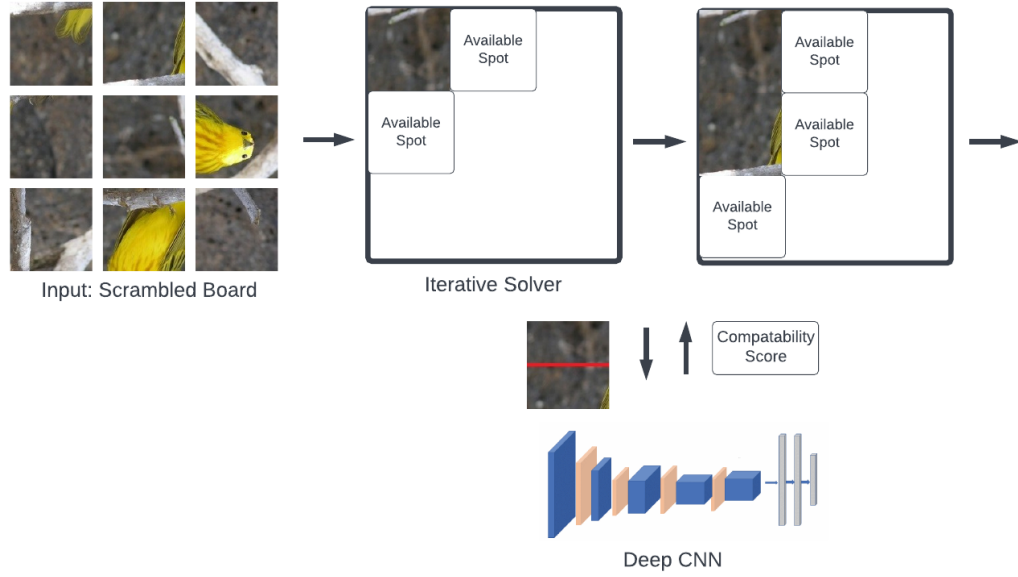 Available
Spot
Available
Spot
Input: Scrambled Board
Iterative Solver
Available
Spot
Available
Spot
Available
Spot
Compatability
Score
Deep CNN